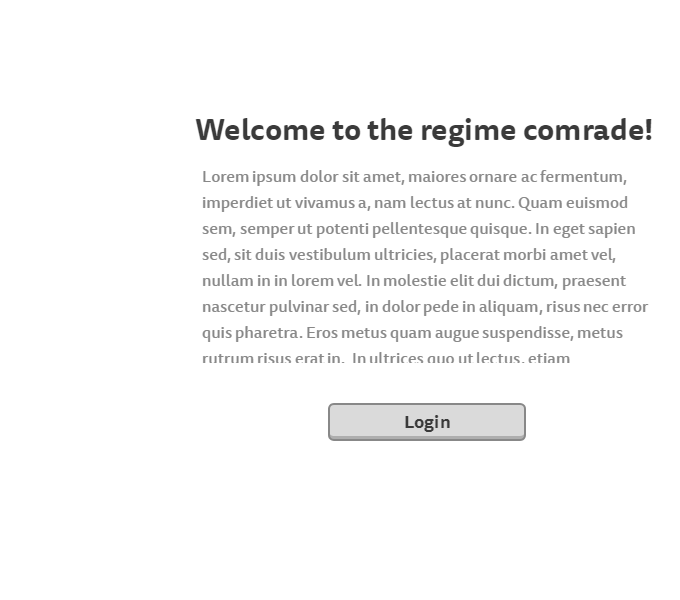 Welcome to the regime comrade!
Lorem ipsum dolor sit amet, maiores ornare ac fermentum,
imperdiet ut vivamus a, nam lectus at nunc. Quam euismod
sem, semper ut potenti pellentesque quisque. In eget sapien
sed, sit duis vestibulum ultricies, placerat morbi amet vel,
nullam in in lorem vel. In molestie elit dui dictum, praesent
nascetur pulvinar sed, in dolor pede in aliquam, risus nec error
quis pharetra. Eros metus quam augue suspendisse, metus
rutrum risus erat in.  In ultrices quo ut lectus, etiam
Login